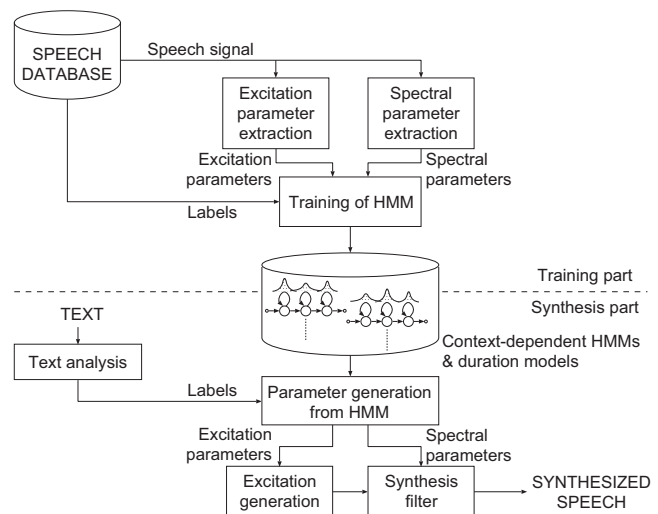 SPEECH
DATABASE
Speech signal
Excitation
parameter
extraction
Spectral
parameter
extraction
Excitation
parameters
Spectral
parameters
Labels
Training of HMM
Training part
Synthesis part
TEXT
Context-dependent HMMs
& duration models
Text analysis
Labels
Parameter generation
from HMM
Excitation
parameters
Spectral
parameters
Excitation
generation
Synthesis
filter
SYNTHESIZED
SPEECH